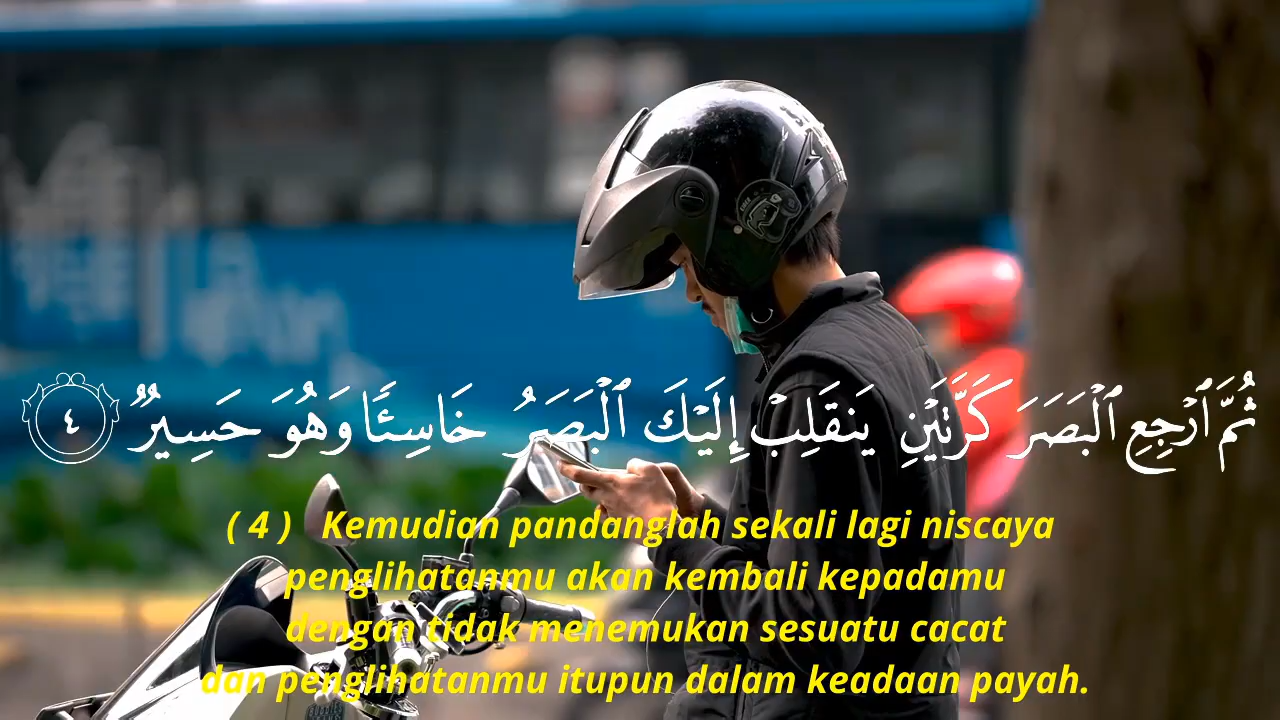 ثُمَّ ٱرْجِعِ ٱلْبَصَرَ كَرَّتَيْنِ يَنقَلِبْ إِلَيْكَ ٱلْبَصَرُ خَاسِئًا وَهُوَ حَسِيرٌ ٤
( 4 ) Kemudian pandanglah sekali lagi niscaya
penglihatanmu akan kembali kepadamu
dengan tidak menemukan sesuatu cacat
dan penglihatanmu itupun dalam keadaan payah.